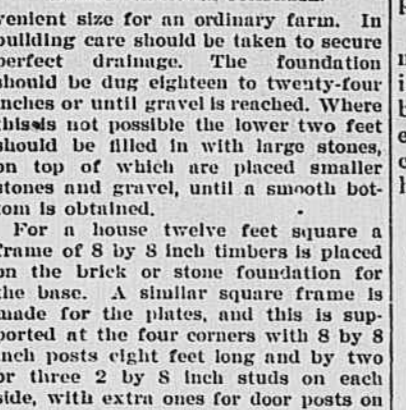 venient size for an ordinary farm. In
building care should be taken to secure
perfect drainage. The foundation
should be dug eighteen to twenty-four
inches or until gravel is reached. Where
this is not possible the lower two feet
should be filled in with large stones,
on top of which are placed smaller
stones and gravel, until a smooth bot-
tom is obtained.
For a house twelve feet square a
frame of 8 by 8 inch timbers is placed
on the brick or stone foundation for
the base. A similar square frame is
made for the plates, and this is sup-
ported at the four corners with 8 by 8
inch posts eight feet long and by two
or three 2 by 8 inch studs on each
side, with extra ones for door posts on